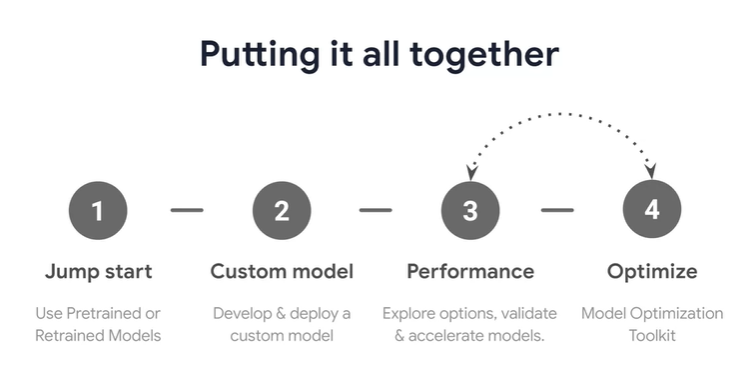 Putting it all together
1
2
3
4
Jump start
Custom model
Performance
Optimize
Use Pretrained or
Retrained Models
Develop & deploy a
custom model
Explore options, validate
& accelerate models.
Model Optimization
Toolkit